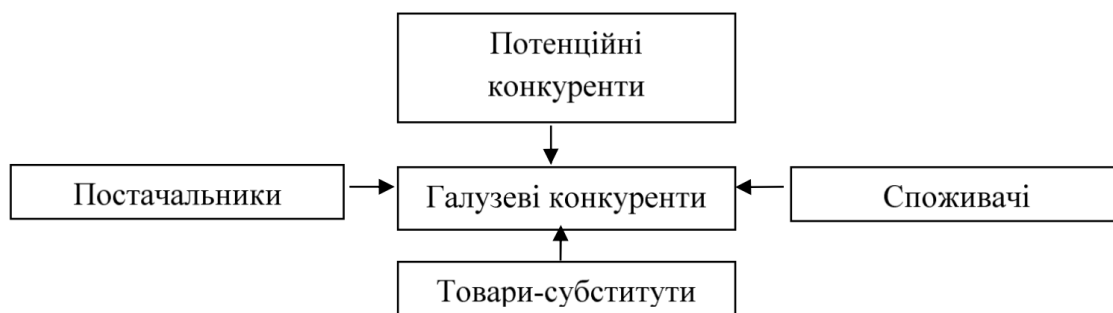 Потенційні
конкуренти
Постачальники
Галузеві конкуренти
Споживачі
Товари-субститути